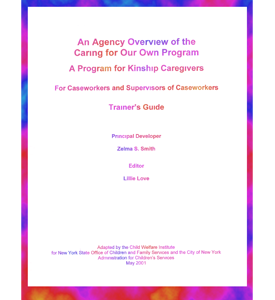 An Agency Overview of the
Caring for Our Own Program
A Program for Kinship Caregivers
For Caseworkers and Supervisors of Caseworkers
Trainer's Guide
Principal Developer
Zelma S. Smith
Editor
Lillie Love
Adapted by the Child Welfare Institute
for New York State Office of Children and Family Services and the City of New York
Administration for Children's Services
May 2001